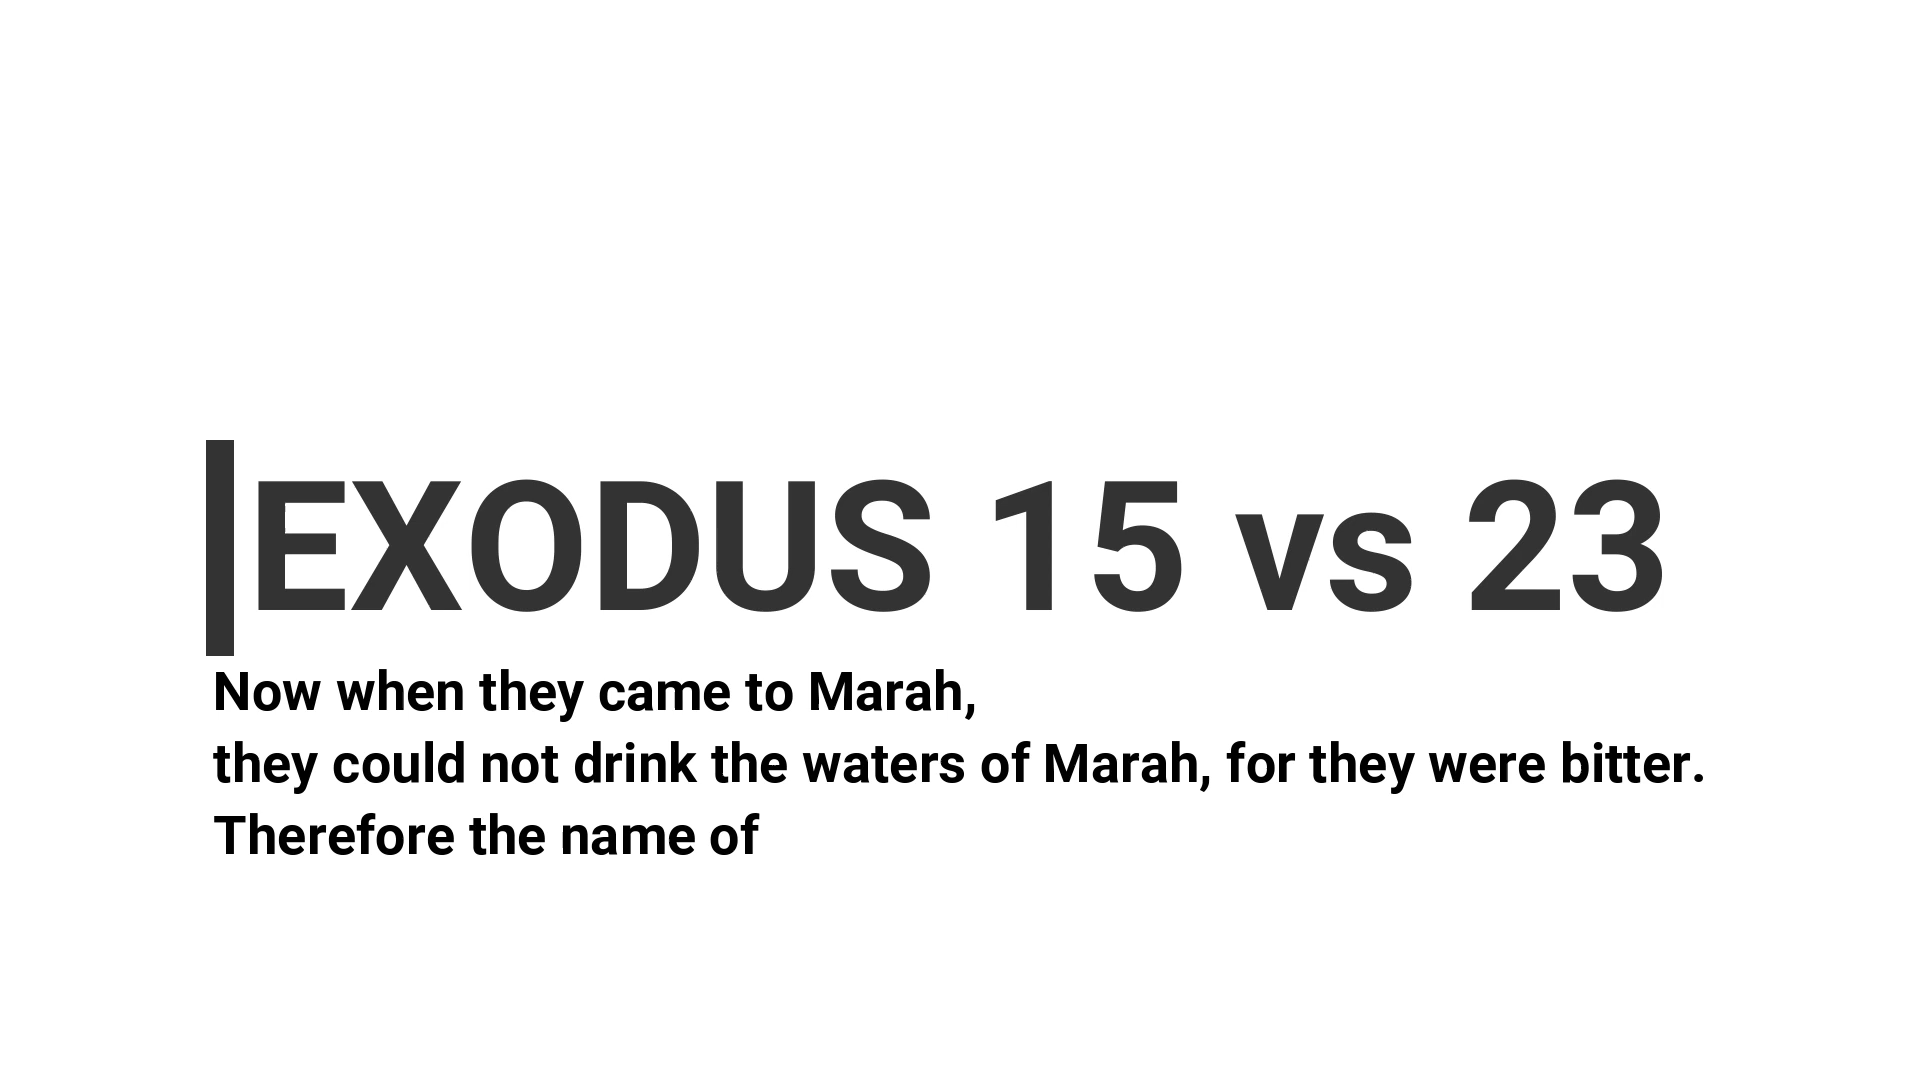 EXODUS 15 vs 23
Now when they came to Marah,
they could not drink the waters of Marah, for they were bitter.
Therefore the name of